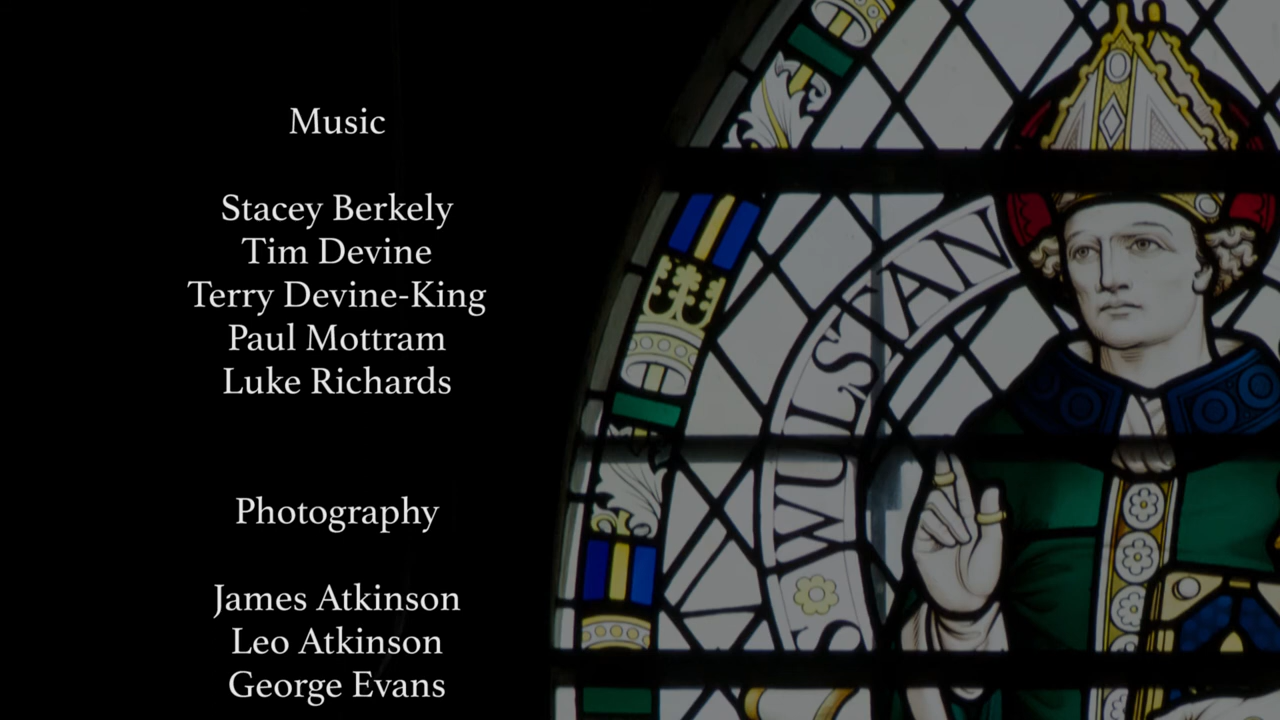 Music
Stacey Berkely
Tim Devine
Terry Devine-King
Paul Mottram
Luke Richards
Photography
James Atkinson
Leo Atkinson
George Evans
S WULSTAN